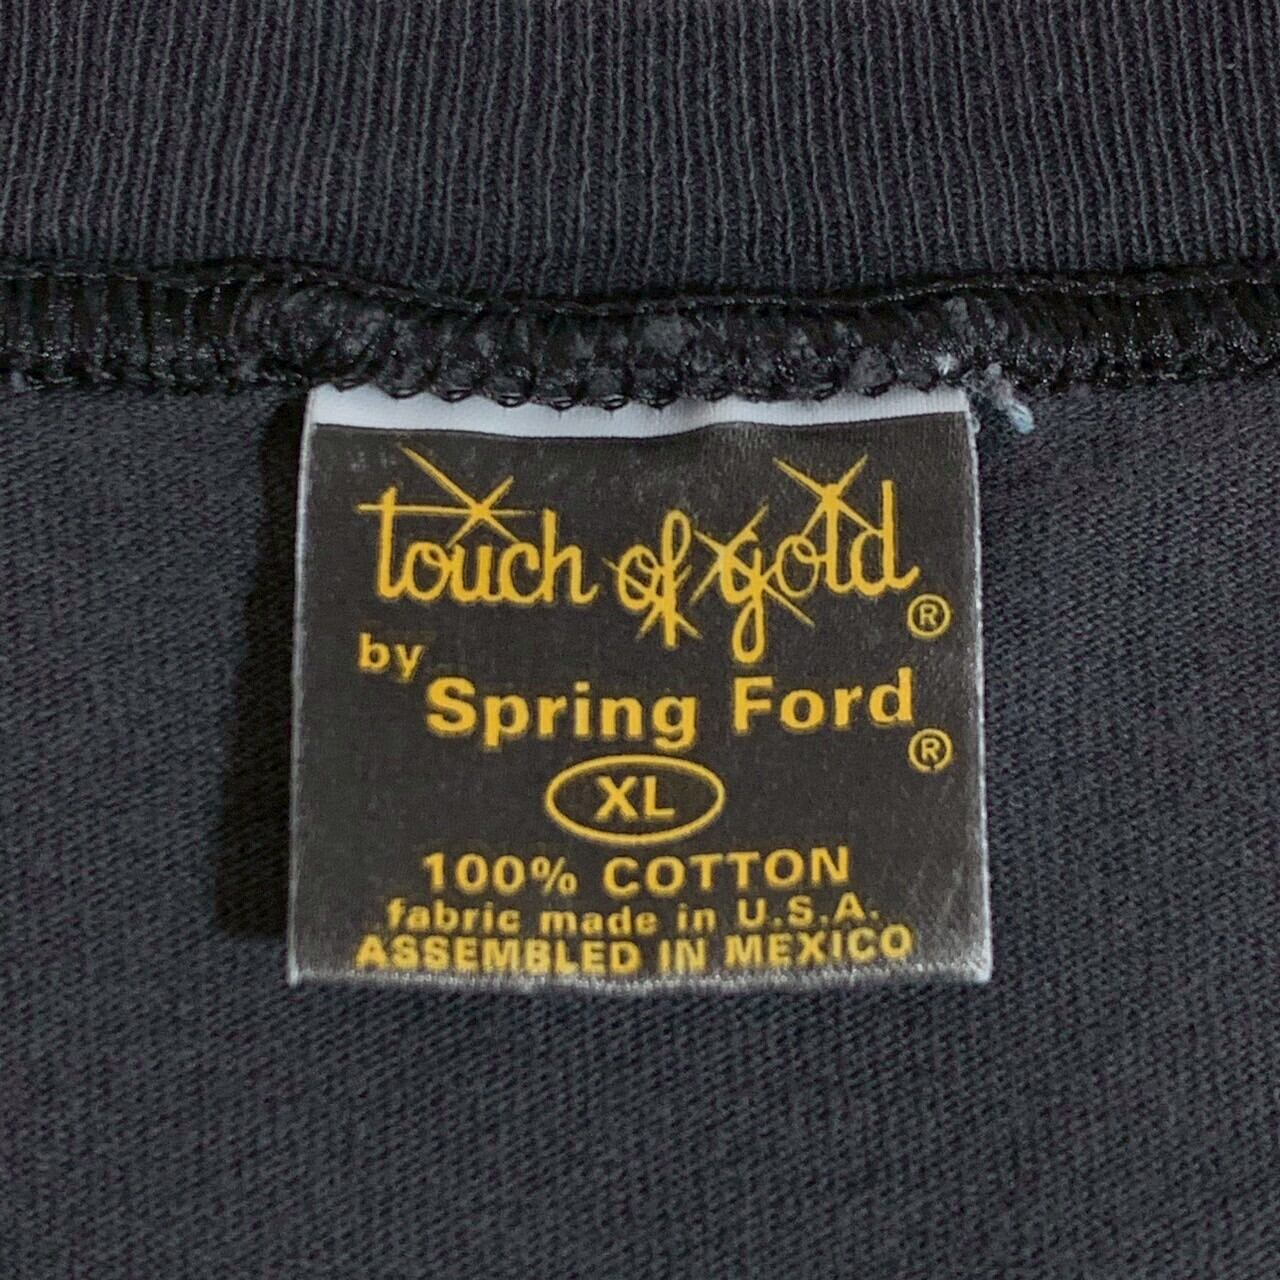 touch of gold®
by
Spring Ford®
XL
100% COTTON
fabric made in U.S.A.
ASSEMBLED IN MEXICO